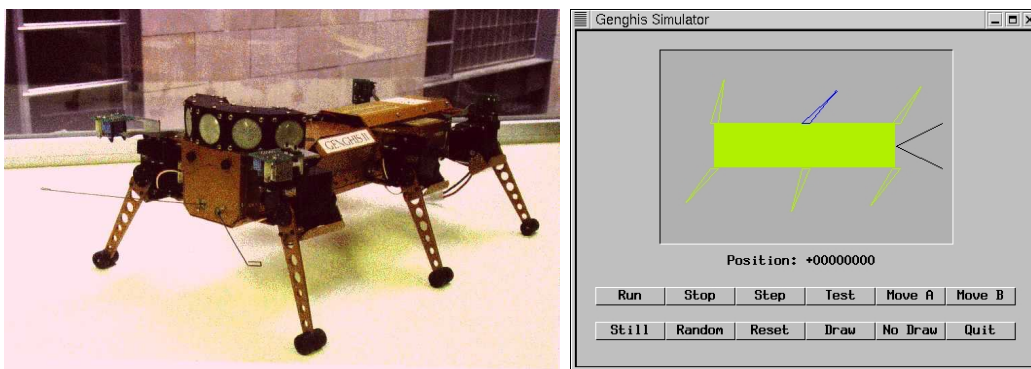 GENGHIS II
Genghis Simulator
Position: +00000000
Run Stop Step Test Move A Move B
Still Random Reset Draw No Draw Quit